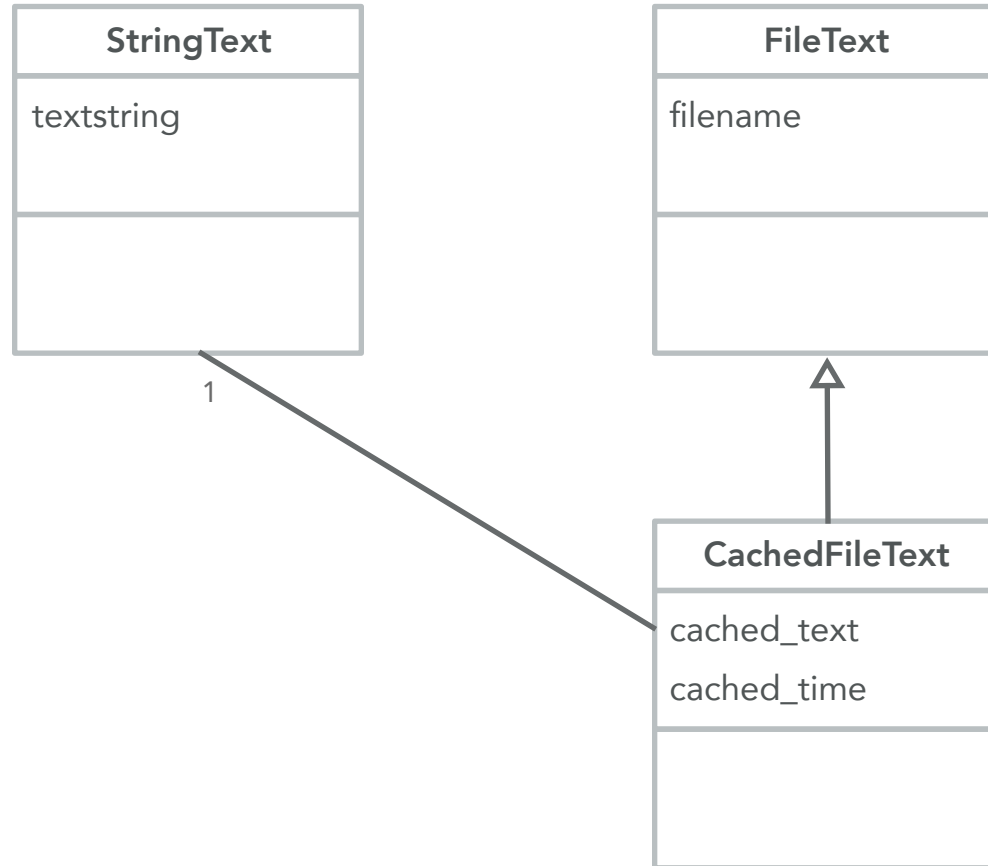 StringText
textstring
FileText
filename
1
CachedFileText
cached_text
cached_time